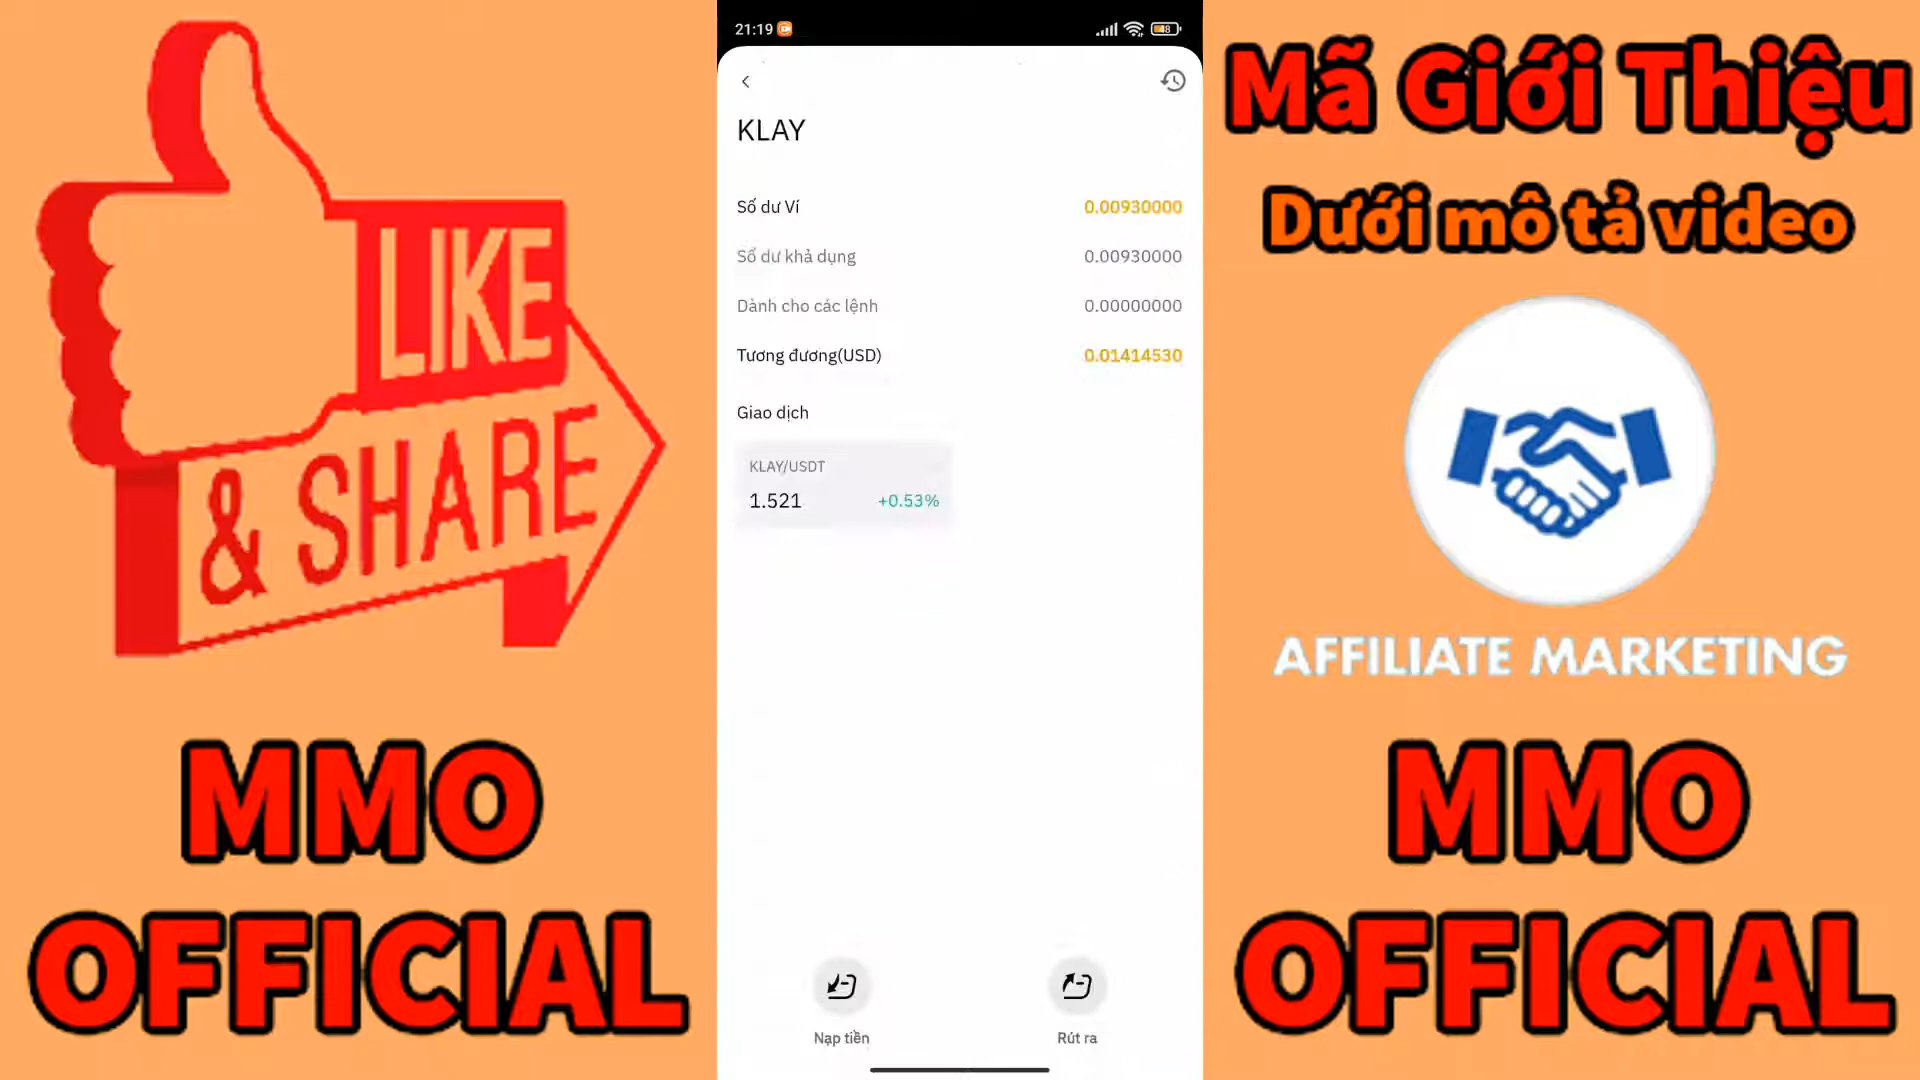 LIKE
& SHARE
MMO
OFFICIAL
21:19
48
KLAY
Số dư Ví
0.00930000
Số dư khả dụng
0.00930000
Dành cho các lệnh
0.00000000
Tương đương(USD)
0.01414530
Giao dịch
KLAY/USDT
1.521
+0.53%
Nạp tiền
Rút ra
Mã Giới Thiệu
Dưới mô tả video
AFFILIATE MARKETING
MMO
OFFICIAL